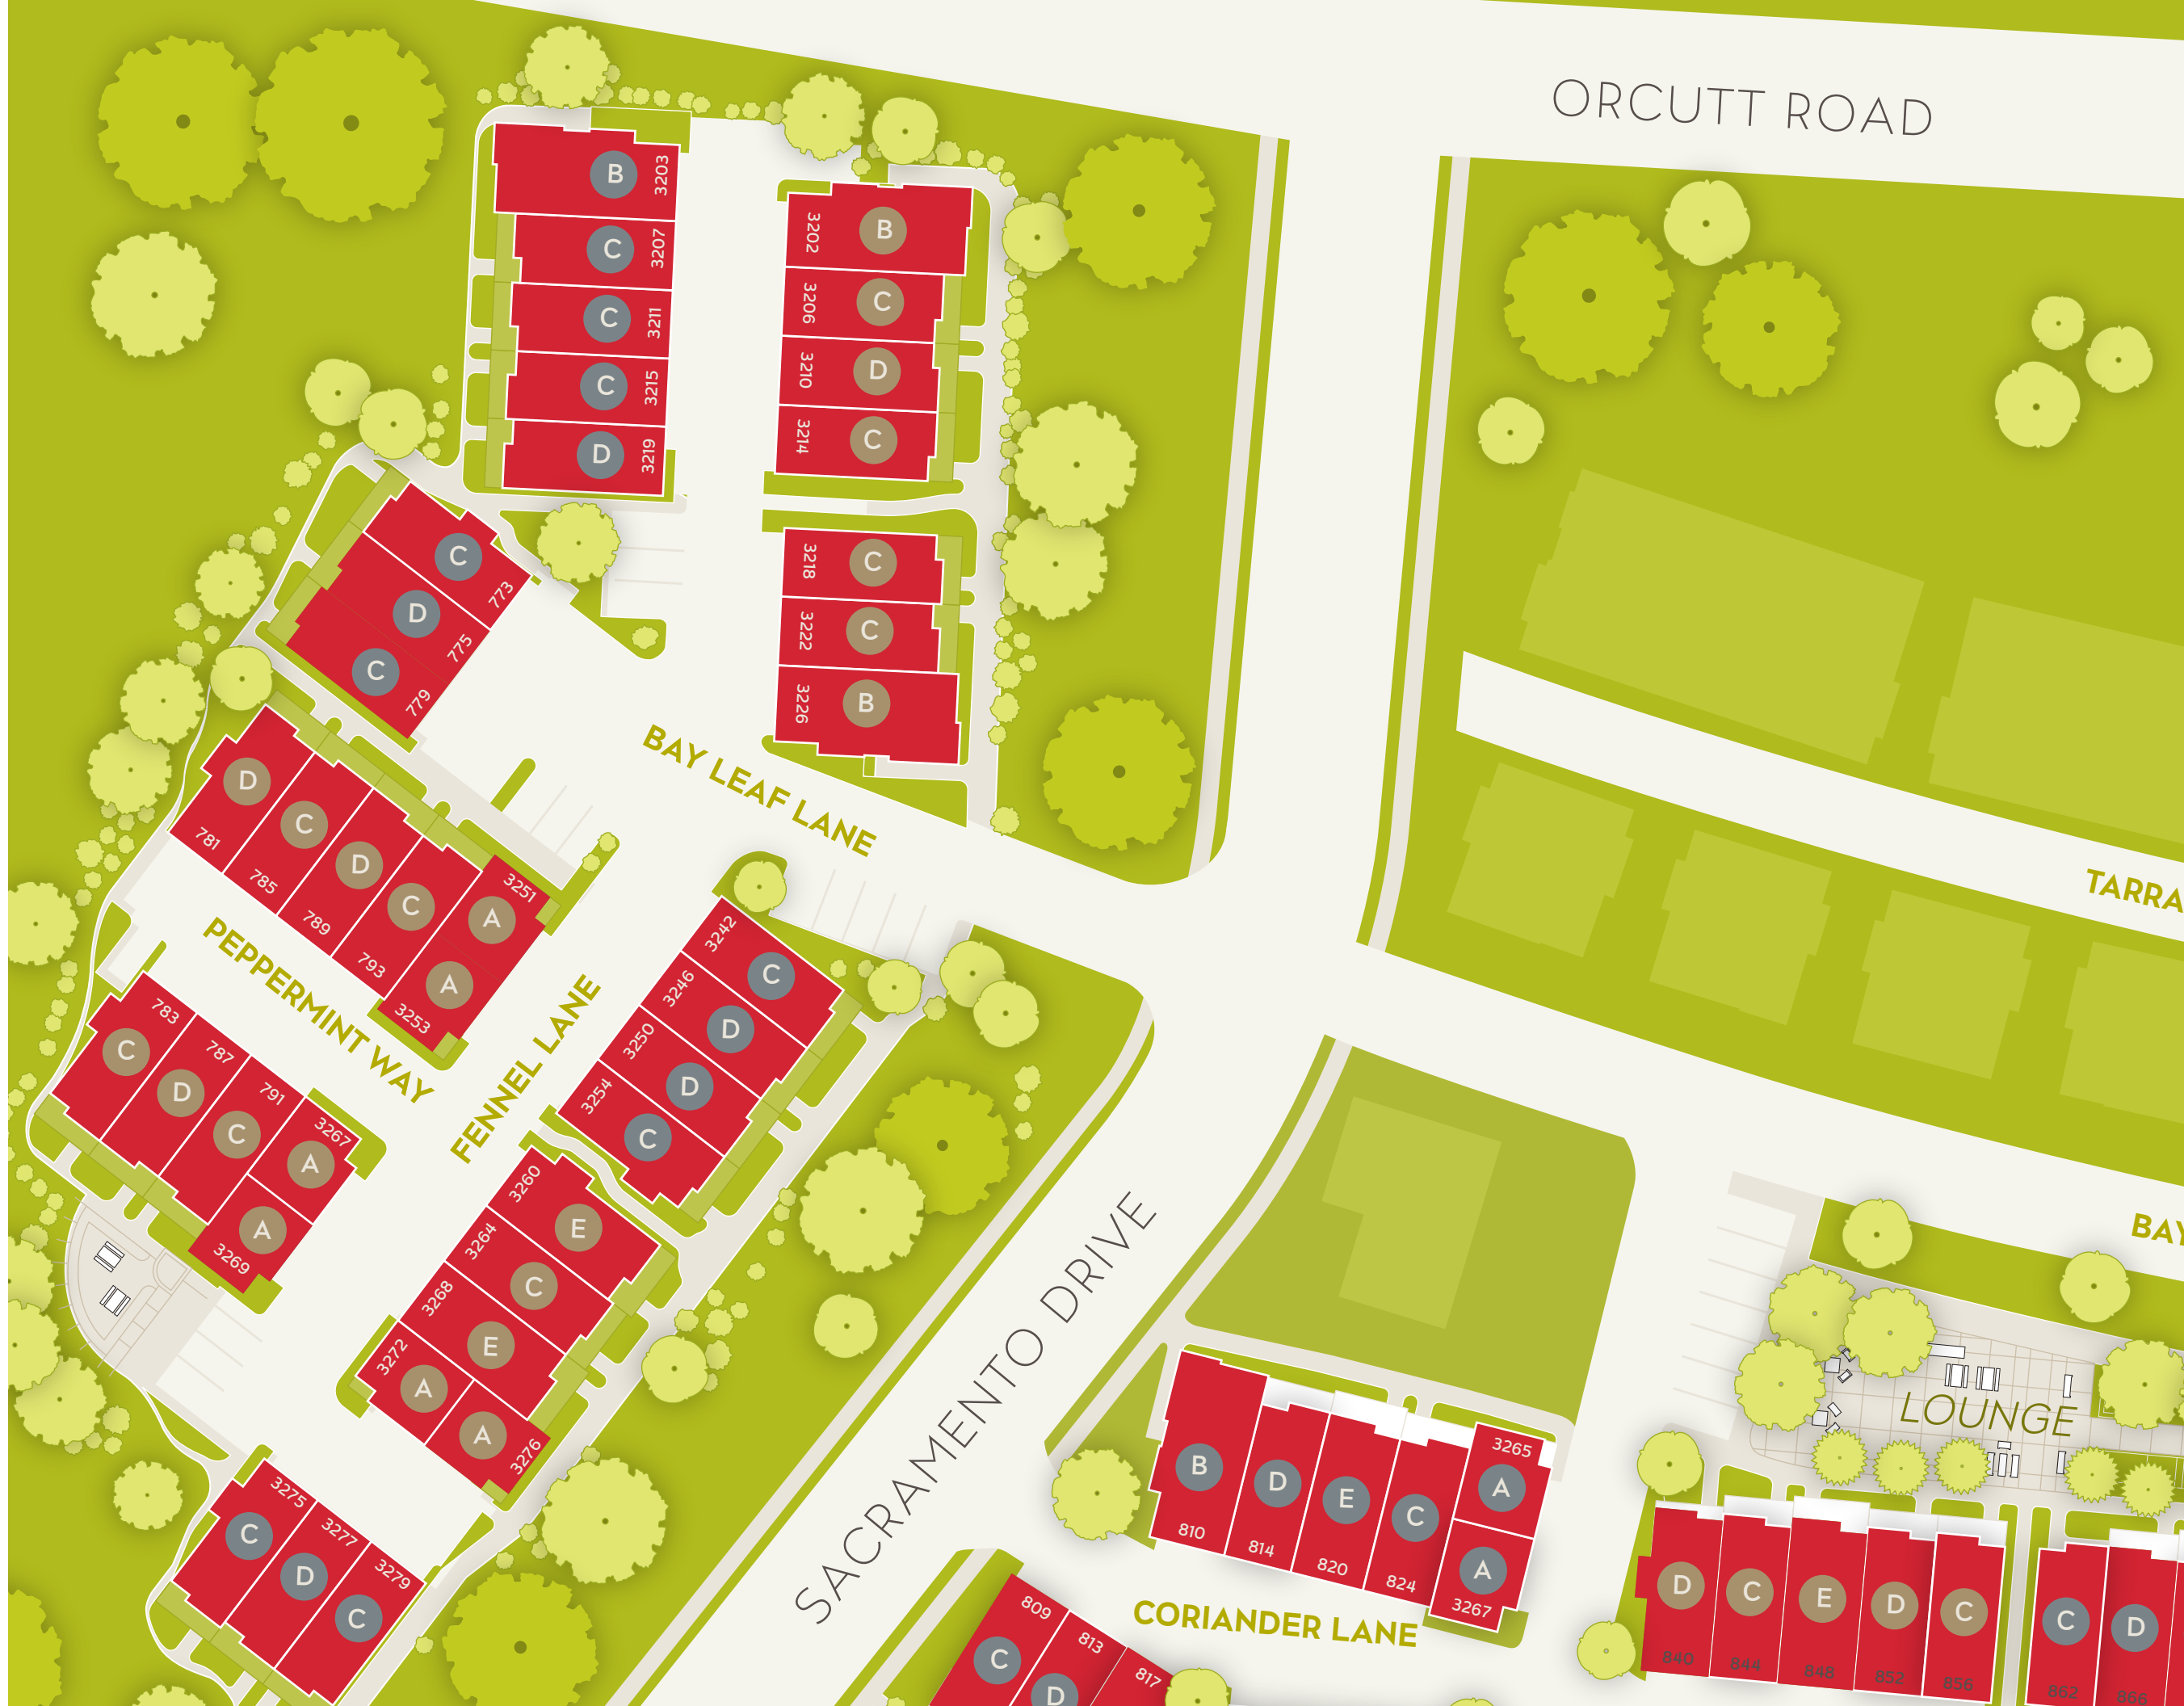 ORCUTT ROAD
B 3203
C 3207
C 3211
C 3215
D 3219
3202 B
3206 C
3210 D
3214 C
3218 C
3222 C
3226 B
C 773
D 775
C 779
BAY LEAF LANE
D 781
C 785
D 789
C 793
3251 A
A 3253
PEPPERMINT WAY
783 C
787 D
791 C
3267 A
A 3269
FENNEL LANE
3242 C
3246 D
3250 D
3254 C
3260 E
3264 C
3268 E
3272 A
A 3276
3275 C
3277 D
3279 C
SACRAMENTO DRIVE
TARRA
BAY
LOUNGE
B 810
D 814
E 820
C 824
3265 A
A 3267
CORIANDER LANE
809 C
813 D
817
D 840
C 844
E 848
D 852
C 856
C 862
D 866